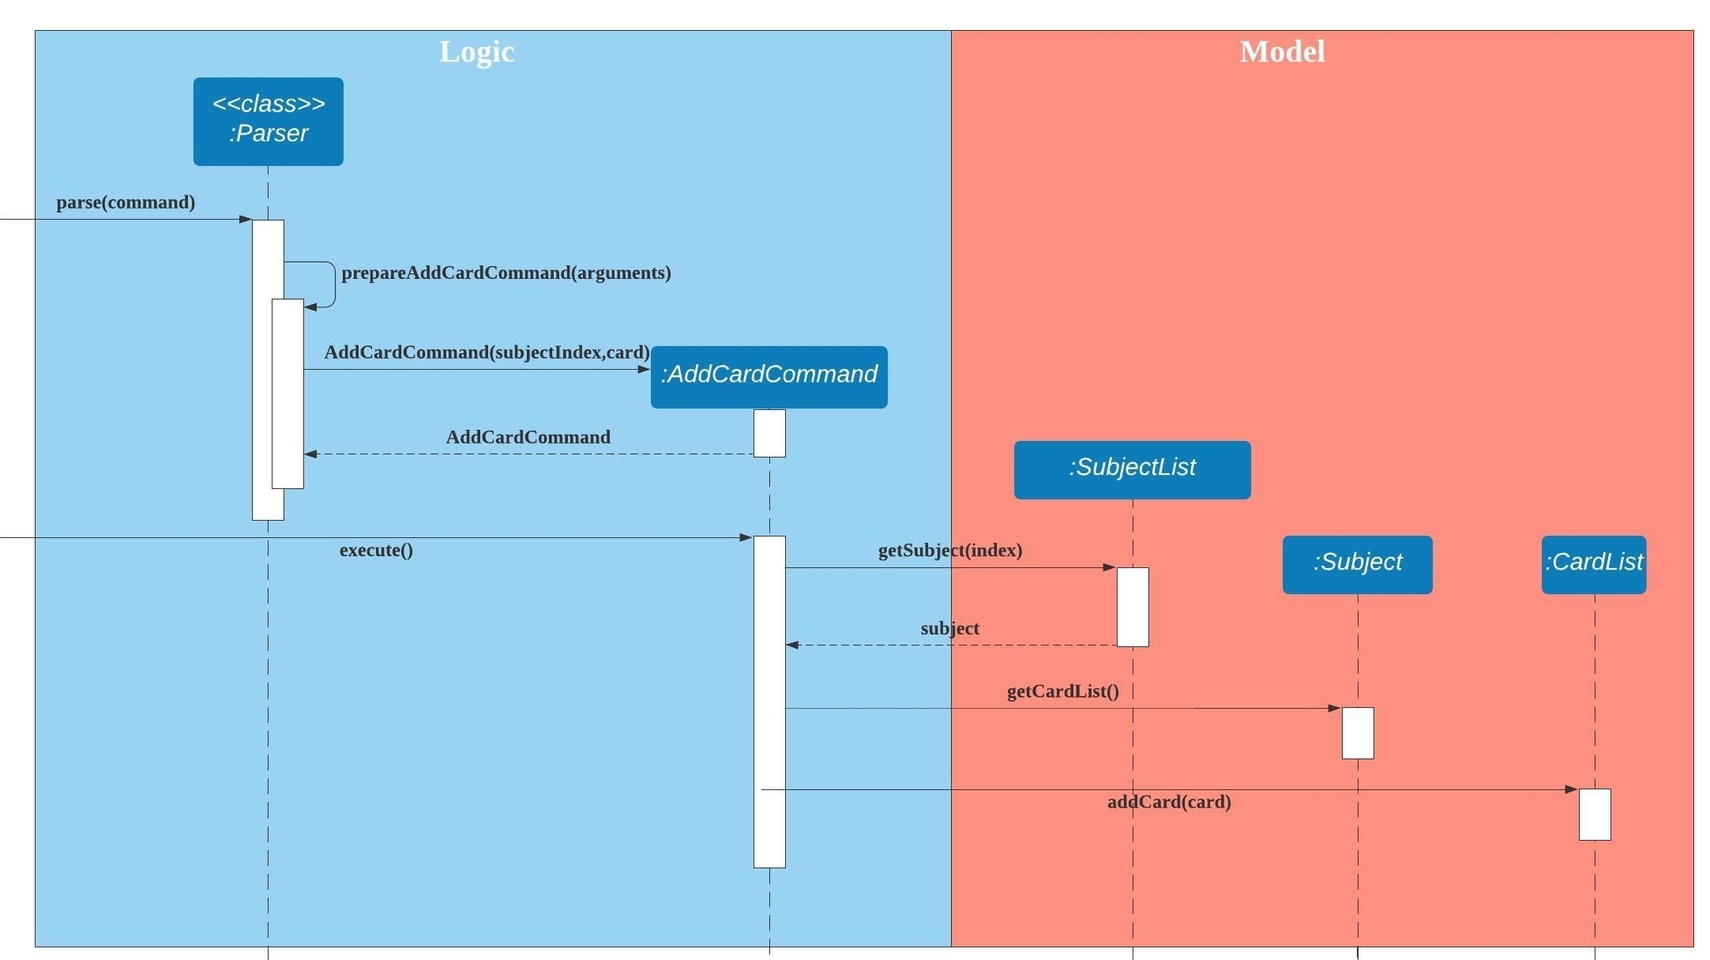 Logic
Model
<<class>>
:Parser
parse(command)
prepareAddCardCommand(arguments)
AddCardCommand(subjectIndex,card)
:AddCardCommand
AddCardCommand
:SubjectList
execute()
getSubject(index)
:Subject
:CardList
subject
getCardList()
addCard(card)